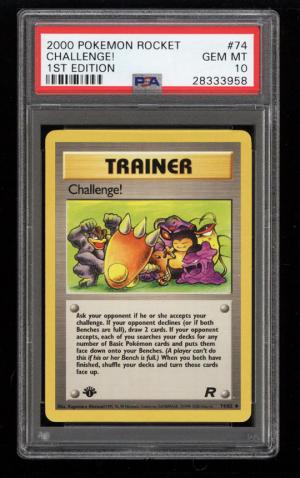 2000 POKEMON ROCKET #74
CHALLENGE! GEM MT
1ST EDITION 10
PSA 28333958
TRAINER
Challenge!
Ask your opponent if he or she accepts your
challenge. If your opponent declines (or if both
Benches are full), draw 2 cards. If your opponent
accepts, each of you searches your decks for any
number of Basic Pokémon cards and puts them
face down onto your Benches. (A player can't do
this if his or her Bench is full.) When you both have
finished, shuffle your decks and turn those cards
face up.
1
R